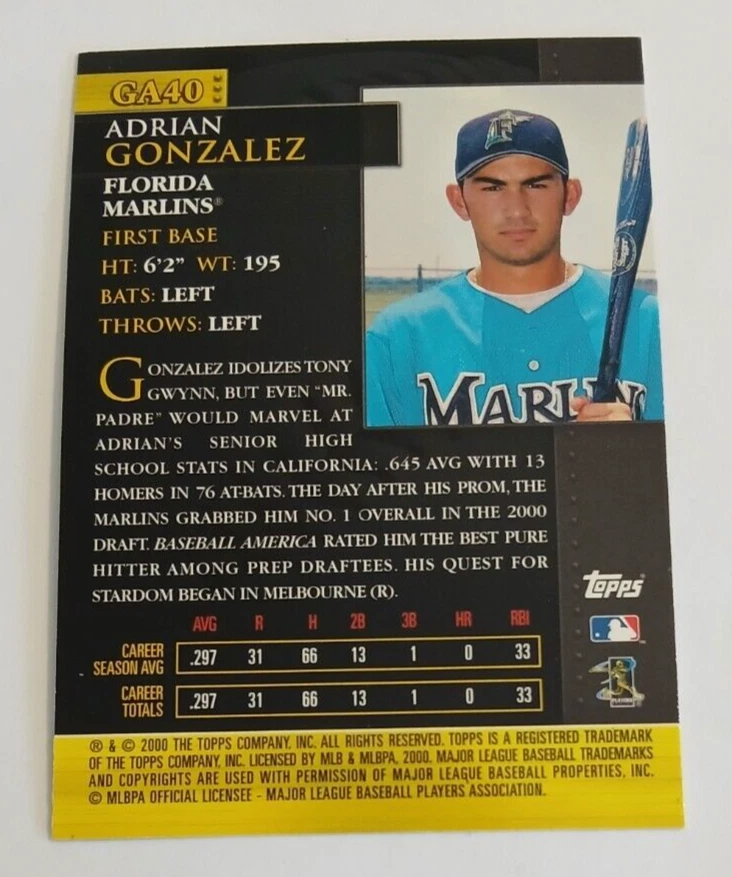 GA40
ADRIAN
GONZALEZ
FLORIDA
MARLINS®
FIRST BASE
HT: 6'2" WT: 195
BATS: LEFT
THROWS: LEFT
F
MARLIN
GONZALEZ IDOLIZES TONY
GWYNN, BUT EVEN "MR.
PADRE" WOULD MARVEL AT
ADRIAN'S SENIOR HIGH
SCHOOL STATS IN CALIFORNIA: .645 AVG WITH 13
HOMERS IN 76 AT-BATS. THE DAY AFTER HIS PROM, THE
MARLINS GRABBED HIM NO. 1 OVERALL IN THE 2000
DRAFT. BASEBALL AMERICA RATED HIM THE BEST PURE
HITTER AMONG PREP DRAFTEES. HIS QUEST FOR
STARDOM BEGAN IN MELBOURNE (R).
Topps
AVG R H 2B 3B HR RBI
CAREER
SEASON AVG .297 31 66 13 1 0 33
CAREER
TOTALS .297 31 66 13 1 0 33
PLAYERS
® & © 2000 THE TOPPS COMPANY, INC. ALL RIGHTS RESERVED. TOPPS IS A REGISTERED TRADEMARK
OF THE TOPPS COMPANY, INC. LICENSED BY MLB & MLBPA, 2000. MAJOR LEAGUE BASEBALL TRADEMARKS
AND COPYRIGHTS ARE USED WITH PERMISSION OF MAJOR LEAGUE BASEBALL PROPERTIES, INC.
© MLBPA OFFICIAL LICENSEE - MAJOR LEAGUE BASEBALL PLAYERS ASSOCIATION.